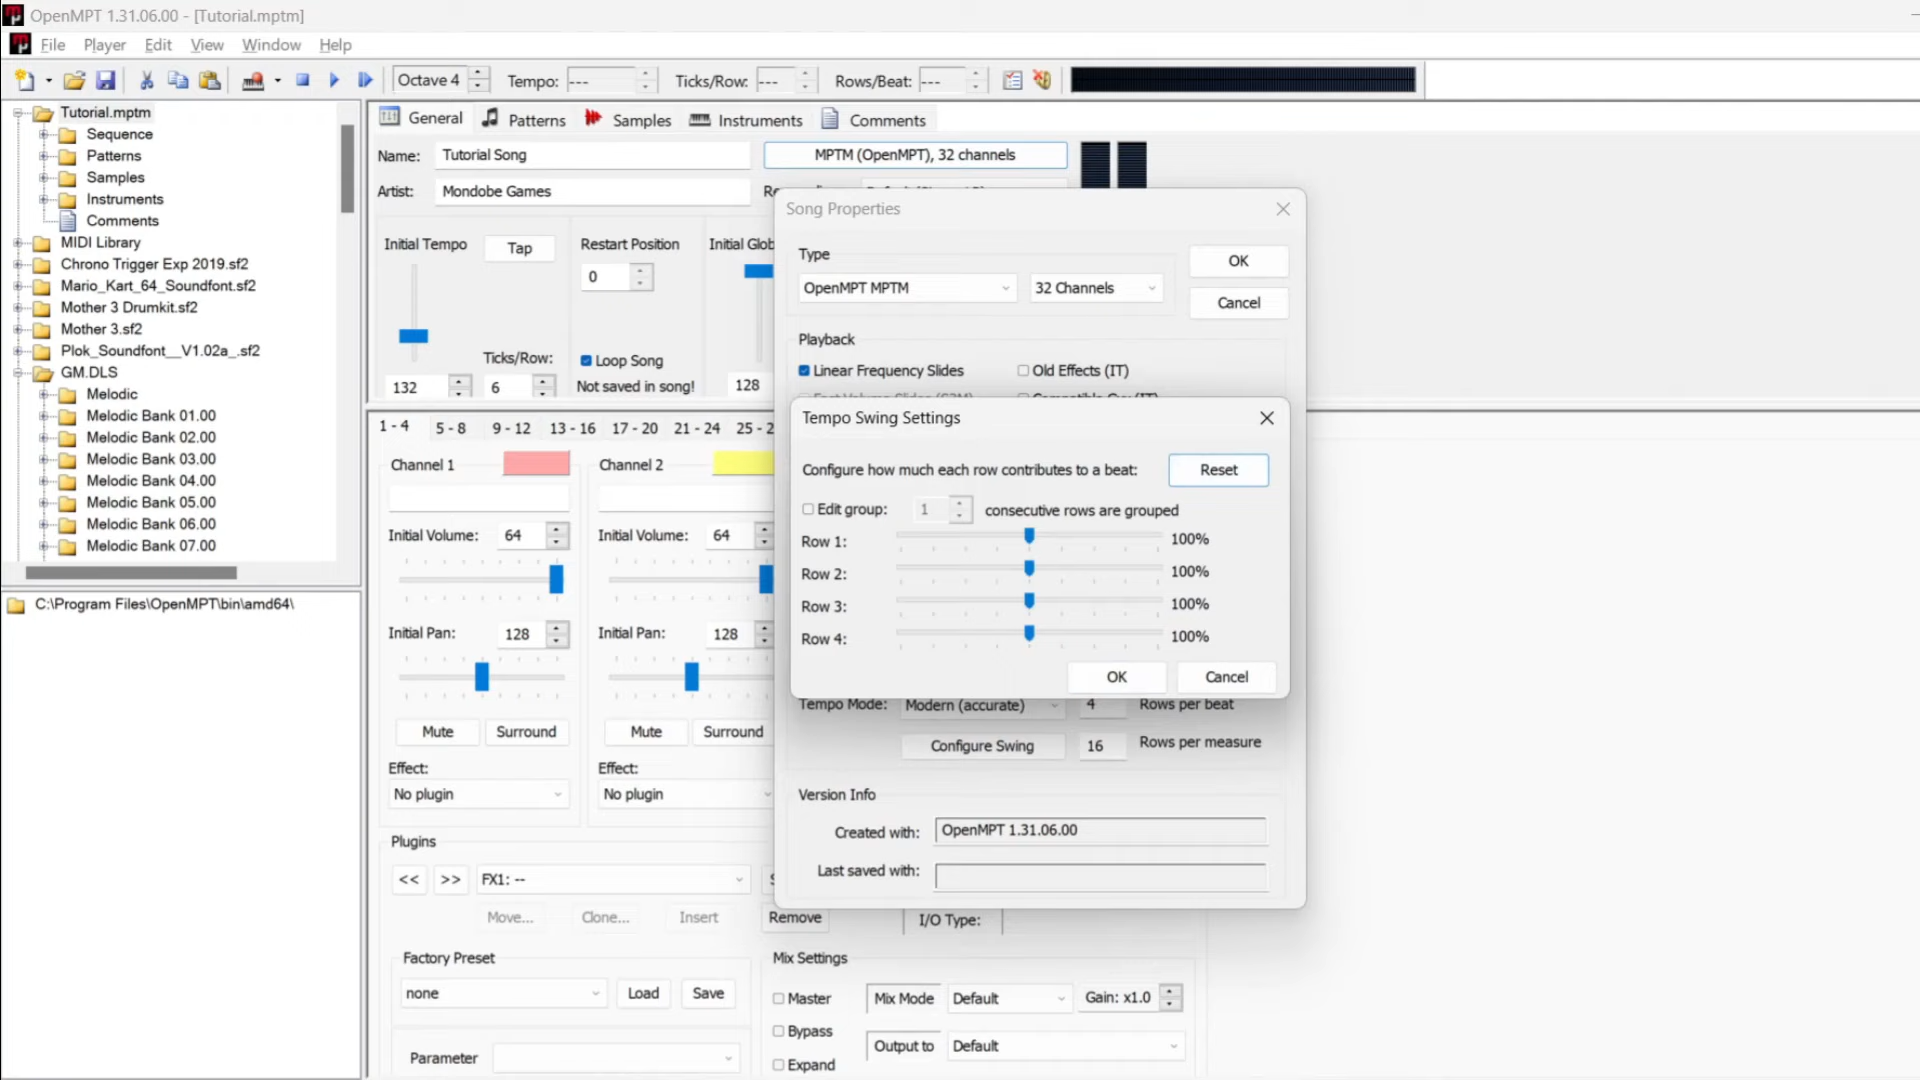 OpenMPT 1.31.06.00 - [Tutorial.mptm]
File Player Edit View Window Help
Octave 4 Tempo: --- Ticks/Row: --- Rows/Beat: ---
Tutorial.mptm
Sequence
Patterns
Samples
Instruments
Comments
MIDI Library
Chrono Trigger Exp 2019.sf2
Mario_Kart_64_Soundfont.sf2
Mother 3 Drumkit.sf2
Mother 3.sf2
Plok_Soundfont__V1.02a_.sf2
GM.DLS
Melodic
Melodic Bank 01.00
Melodic Bank 02.00
Melodic Bank 03.00
Melodic Bank 04.00
Melodic Bank 05.00
Melodic Bank 06.00
Melodic Bank 07.00
C:\Program Files\OpenMPT\bin\amd64\
General Patterns Samples Instruments Comments
Name: Tutorial Song MPTM (OpenMPT), 32 channels
Artist: Mondobe Games
Initial Tempo Tap Restart Position
0
Ticks/Row: Loop Song
132 6 Not saved in song! 128
1 - 4 5 - 8 9 - 12 13 - 16 17 - 20 21 - 24
Channel 1 Channel 2
Initial Volume: 64 Initial Volume: 64
Initial Pan: 128 Initial Pan: 128
Mute Surround Mute Surround
Effect: Effect:
No plugin No plugin
Plugins
<< >> FX1: --
Move... Clone... Insert Remove I/O Type:
Factory Preset
none Load Save
Parameter
Mix Settings
Master Mix Mode Default Gain: x1.0
Bypass
Output to Default
Expand
Song Properties
Type
OpenMPT MPTM 32 Channels
OK
Cancel
Playback
Linear Frequency Slides Old Effects (IT)
Tempo Swing Settings
Configure how much each row contributes to a beat: Reset
Edit group: 1 consecutive rows are grouped
Row 1: 100%
Row 2: 100%
Row 3: 100%
Row 4: 100%
OK Cancel
Tempo Mode: Modern (accurate) 4 Rows per beat
Configure Swing 16 Rows per measure
Version Info
Created with: OpenMPT 1.31.06.00
Last saved with: